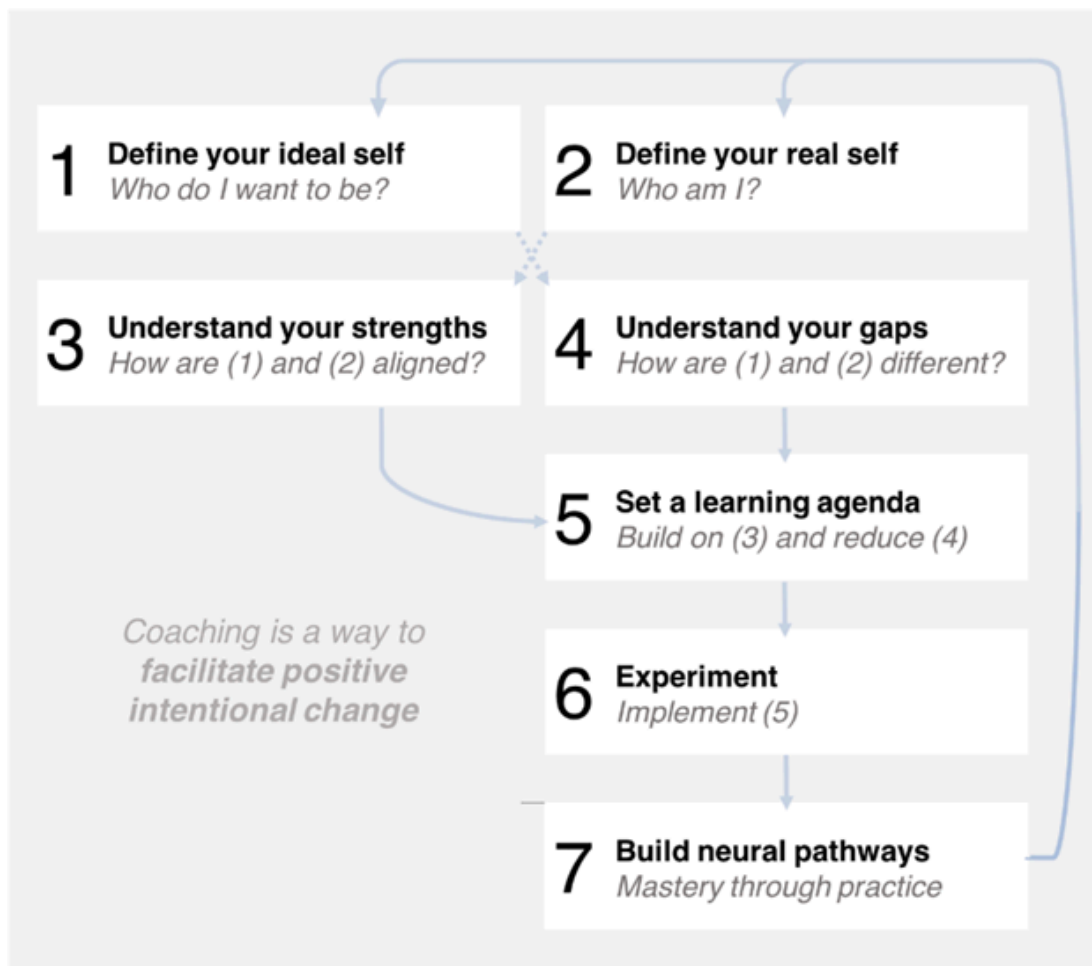 1 Define your ideal self
Who do I want to be?
2 Define your real self
Who am I?
3 Understand your strengths
How are (1) and (2) aligned?
4 Understand your gaps
How are (1) and (2) different?
5 Set a learning agenda
Build on (3) and reduce (4)
Coaching is a way to
facilitate positive
intentional change
6 Experiment
Implement (5)
7 Build neural pathways
Mastery through practice